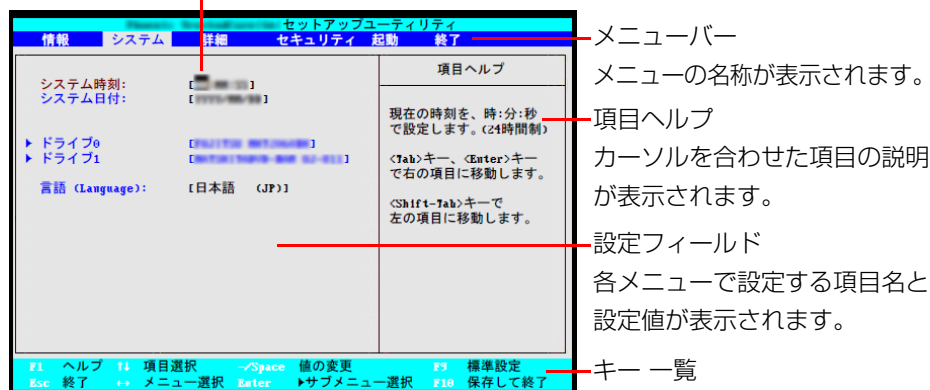 セットアップユーティリティ
情報 システム 詳細 セキュリティ 起動 終了
システム時刻:
システム日付:
ドライブ0
ドライブ1
言語 (Language): [日本語 (JP)]
項目ヘルプ
現在の時刻を、時:分:秒
で設定します。(24時間制)
<Tab>キー、<Enter>キー
で右の項目に移動します。
<Shift-Tab>キーで
左の項目に移動します。
F1 ヘルプ ↑↓ 項目選択 -/Space 値の変更 F9 標準設定
Esc 終了 ↔ メニュー選択 Enter ▶サブメニュー選択 F10 保存して終了
メニューバー
メニューの名称が表示されます。
項目ヘルプ
カーソルを合わせた項目の説明
が表示されます。
設定フィールド
各メニューで設定する項目名と
設定値が表示されます。
キー 一覧